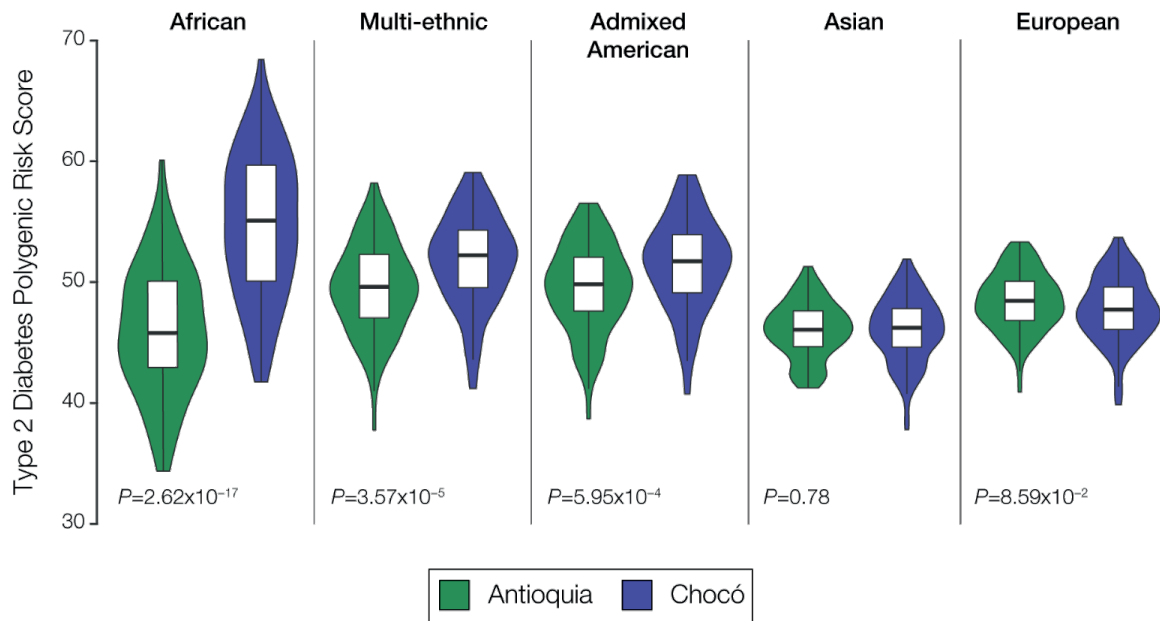 African
Multi-ethnic
Admixed
American
Asian
European
Type 2 Diabetes Polygenic Risk Score
70
60
50
40
30
P=2.62x10⁻¹⁷
P=3.57x10⁻⁵
P=5.95x10⁻⁴
P=0.78
P=8.59x10⁻²
Antioquia
Chocó